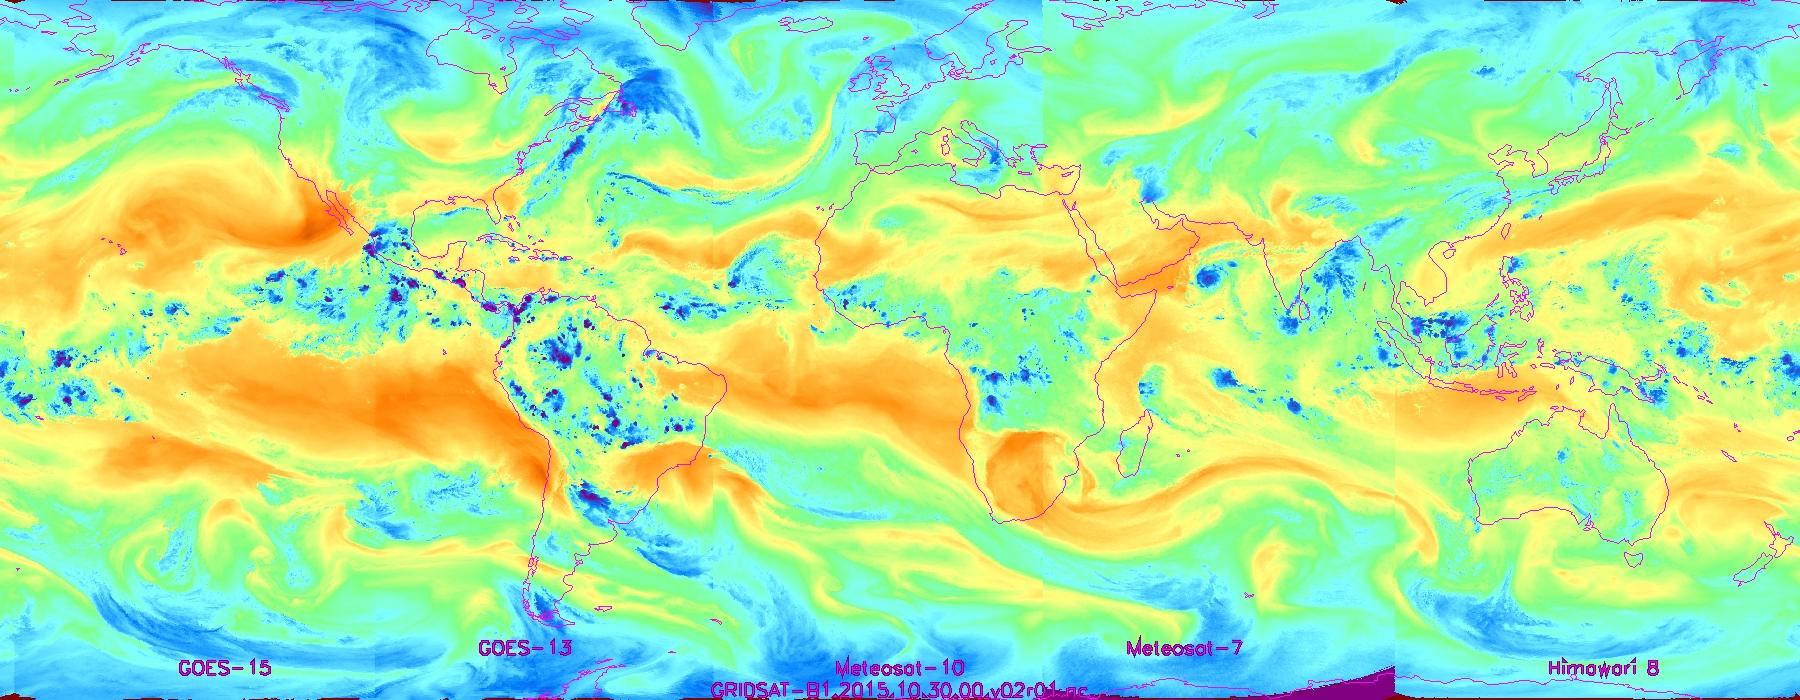 GOES-13
Meteosat-7
GOES-15
Meteosat-10
Himawari 8
GRIDSAT-B1.2015.10.30.00.v02r01.nc